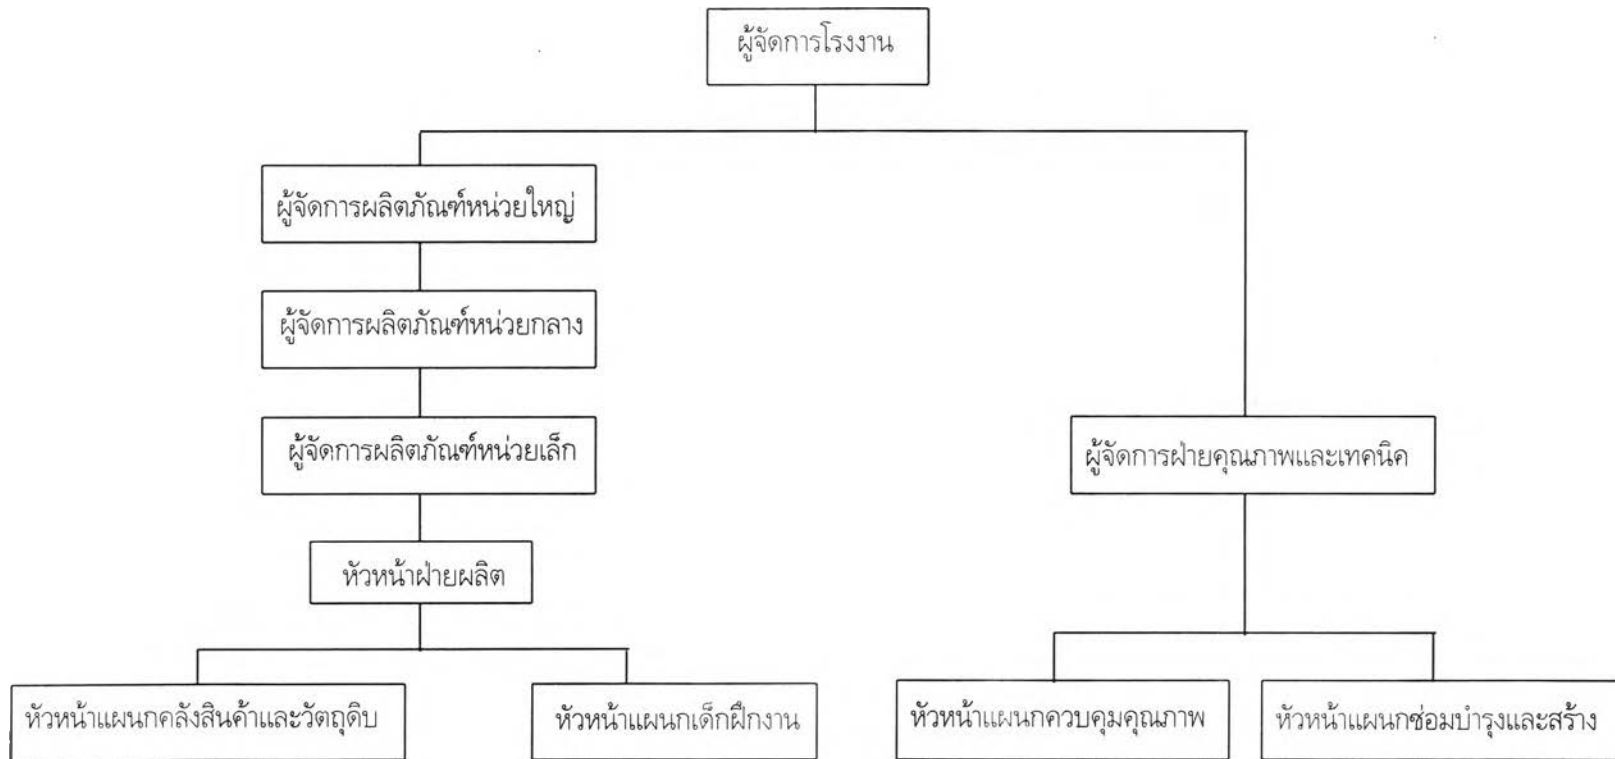 ผู้จัดการโรงงาน
ผู้จัดการผลิตภัณฑ์หน่วยใหญ่
ผู้จัดการผลิตภัณฑ์หน่วยกลาง
ผู้จัดการผลิตภัณฑ์หน่วยเล็ก
ผู้จัดการฝ่ายคุณภาพและเทคนิค
หัวหน้าฝ่ายผลิต
หัวหน้าแผนกคลังสินค้าและวัตถุดิบ
หัวหน้าแผนกเด็กฝึกงาน
หัวหน้าแผนกควบคุมคุณภาพ
หัวหน้าแผนกซ่อมบำรุงและสร้าง